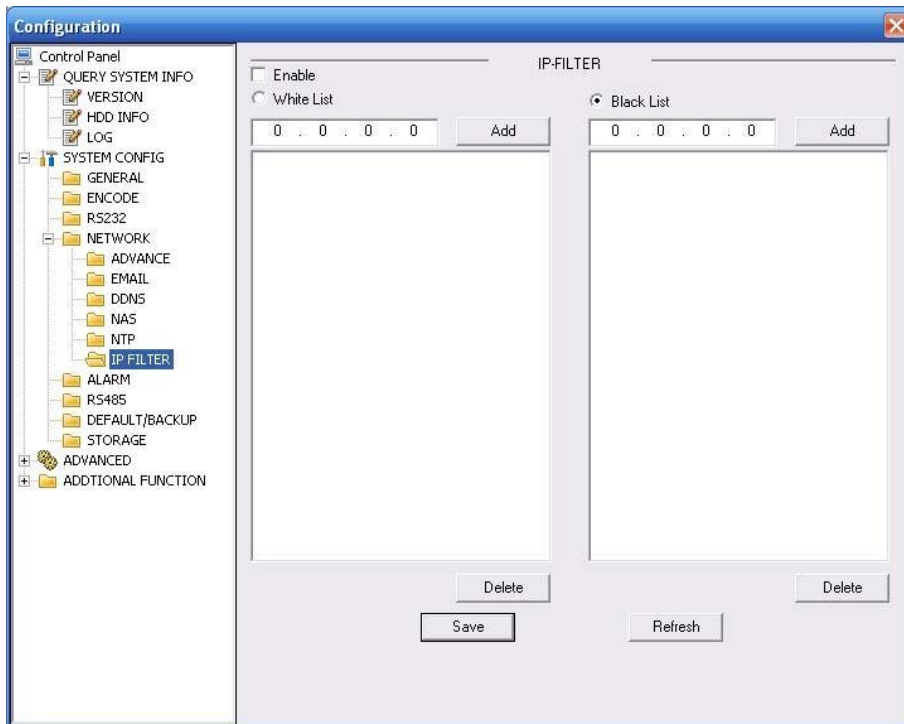 Configuration
Control Panel
QUERY SYSTEM INFO
VERSION
HDD INFO
LOG
SYSTEM CONFIG
GENERAL
ENCODE
RS232
NETWORK
ADVANCE
EMAIL
DDNS
NAS
NTP
IP FILTER
ALARM
RS485
DEFAULT/BACKUP
STORAGE
ADVANCED
ADDTIONAL FUNCTION
IP-FILTER
Enable
White List
Black List
0 . 0 . 0 . 0 Add
0 . 0 . 0 . 0 Add
Delete
Delete
Save
Refresh